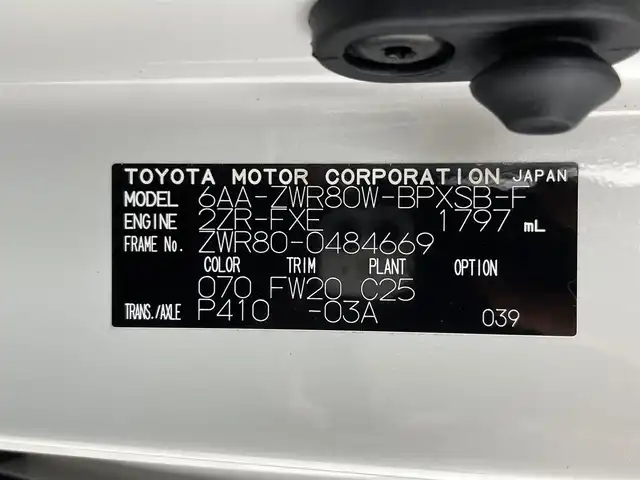 TOYOTA MOTOR CORPORATION JAPAN
MODEL 6AA-ZWR80W-BPXSB-F
ENGINE 2ZR-FXE 1797 mL
FRAME No. ZWR80-0484669
COLOR TRIM PLANT OPTION
070 FW20 C25
TRANS./AXLE P410 -03A 039